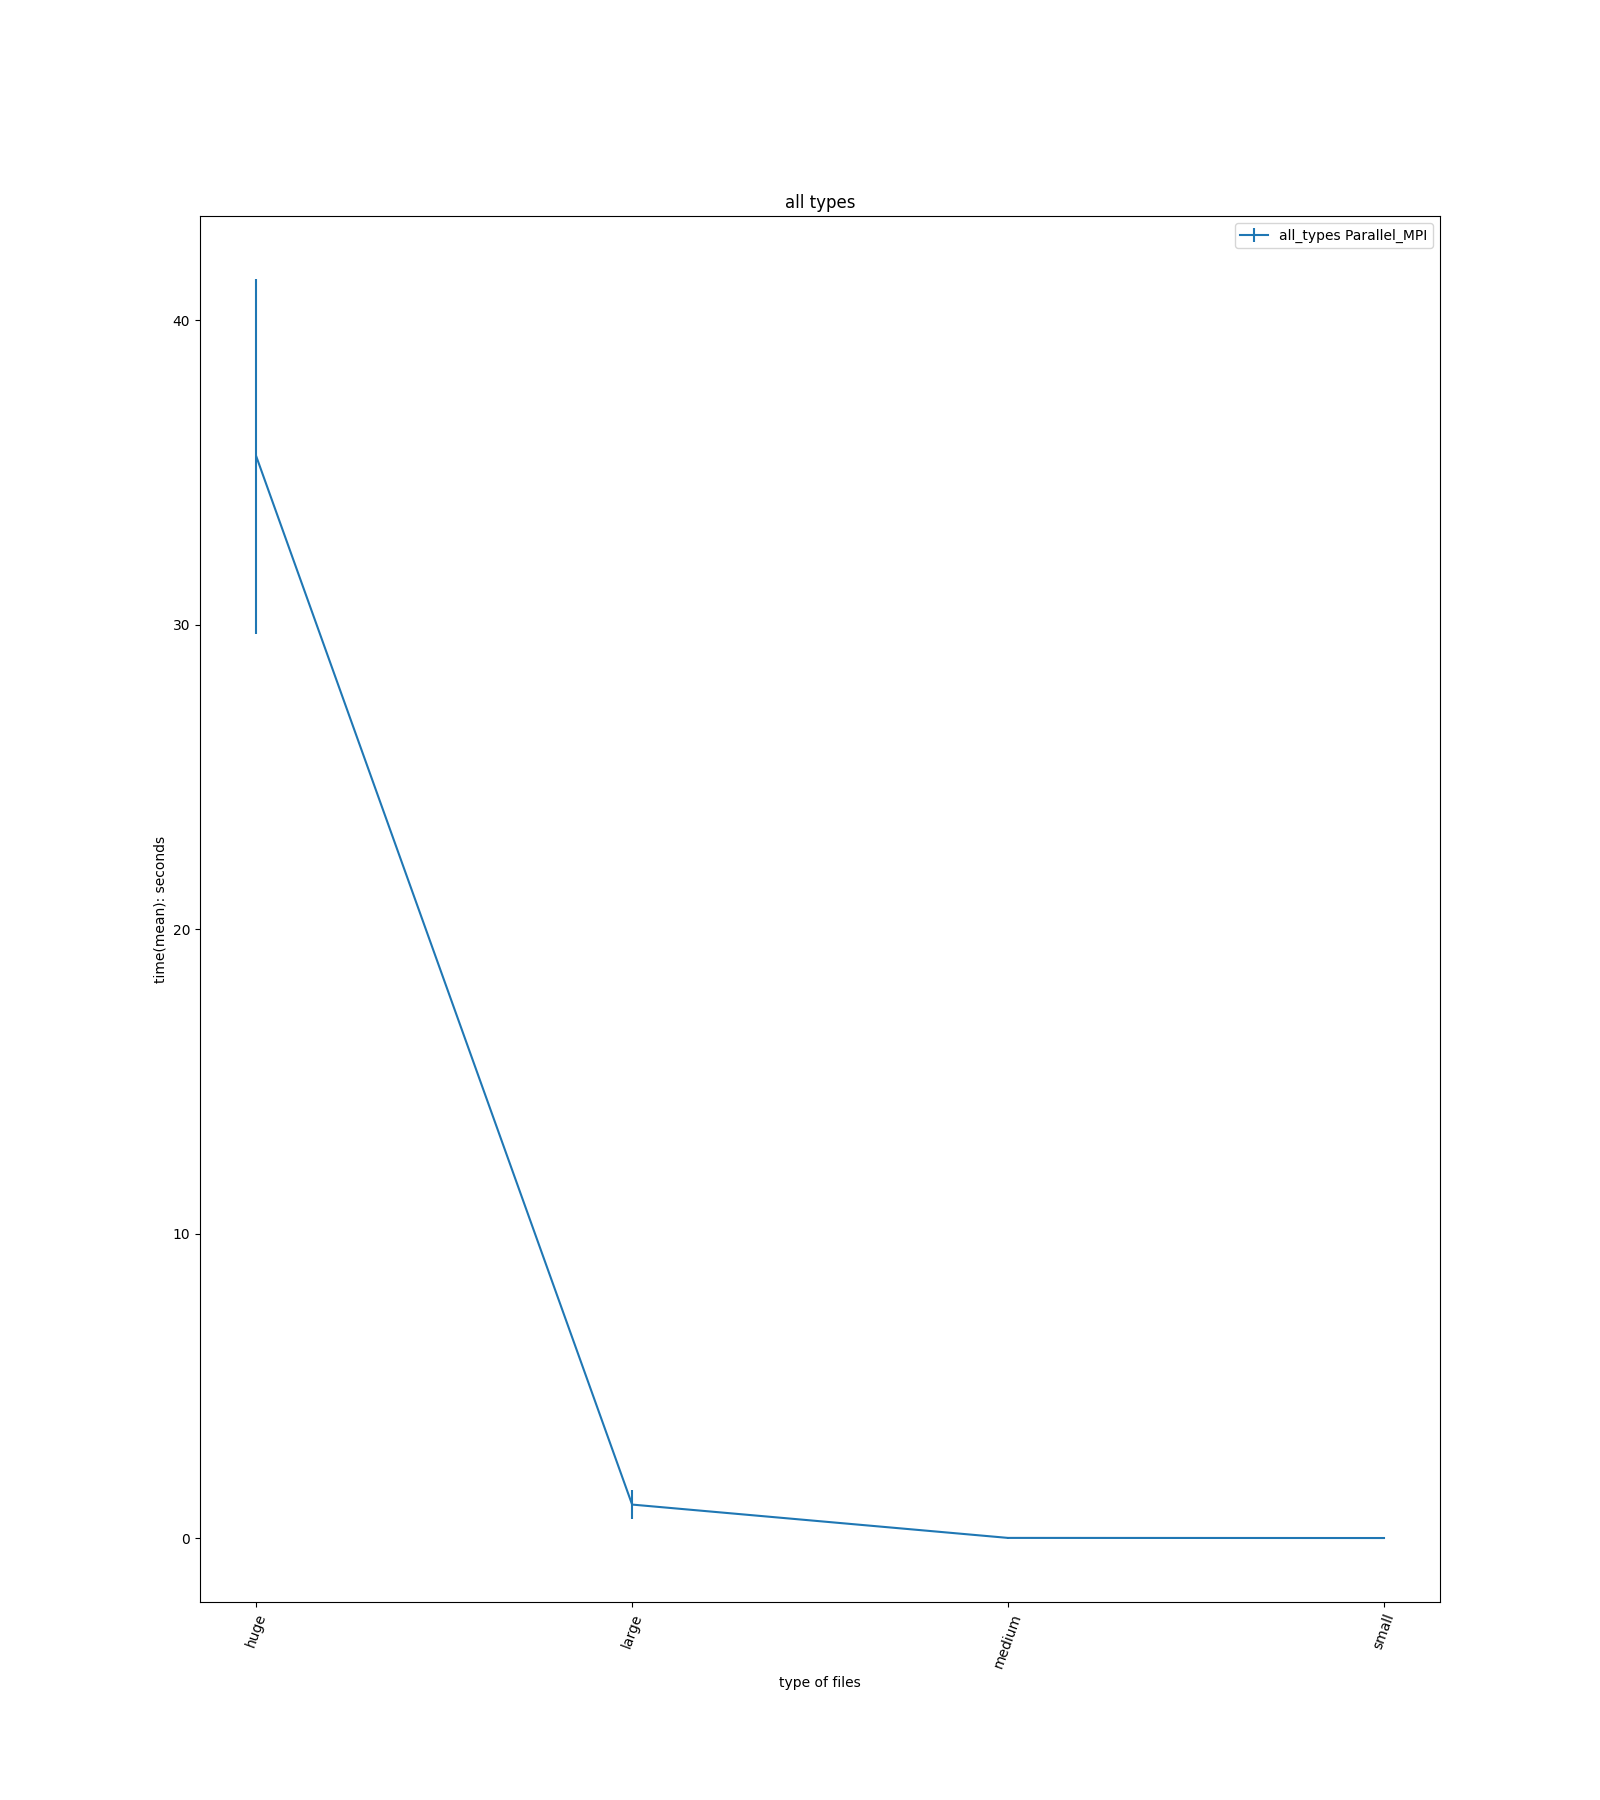 all types
all_types Parallel_MPI
40
30
20
10
0
time(mean): seconds
huge
large
medium
small
type of files